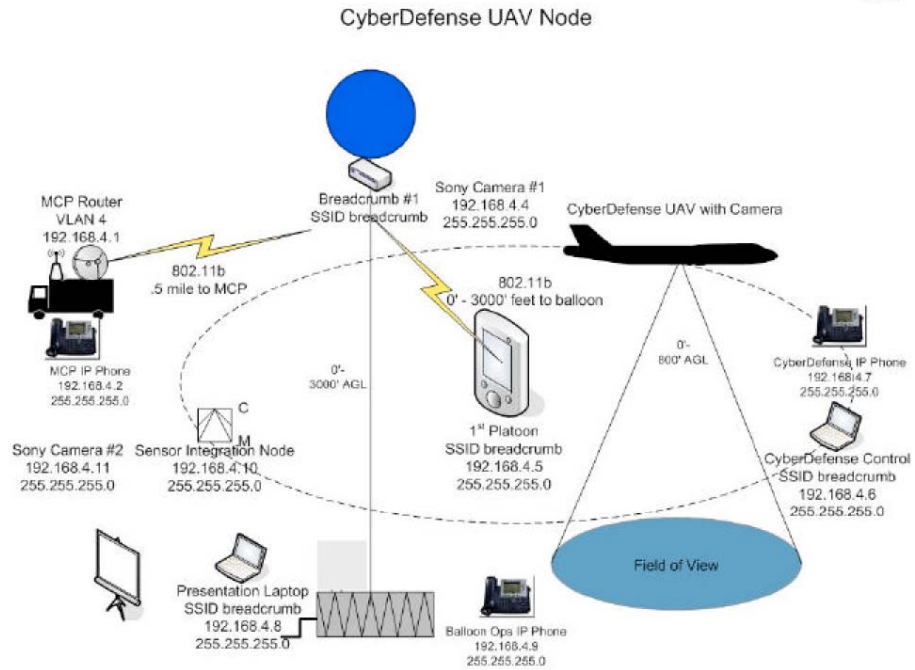 CyberDefense UAV Node
MCP Router
VLAN 4
192.168.4.1
Breadcrumb #1
SSID breadcrumb
Sony Camera #1
192.168.4.4
255.255.255.0
CyberDefense UAV with Camera
802.11b
.5 mile to MCP
802.11b
0' - 3000' feet to balloon
MCP IP Phone
192.168.4.2
255.255.255.0
0'-
3000' AGL
0'-
800' AGL
CyberDefense IP Phone
192.168.4.7
255.255.255.0
C
M
Sony Camera #2
192.168.4.11
255.255.255.0
Sensor Integration Node
192.168.4.10
255.255.255.0
1st Platoon
SSID breadcrumb
192.168.4.5
255.255.255.0
CyberDefense Control
SSID breadcrumb
192.168.4.6
255.255.255.0
Field of View
Presentation Laptop
SSID breadcrumb
192.168.4.8
255.255.255.0
Balloon Ops IP Phone
192.168.4.9
255.255.255.0